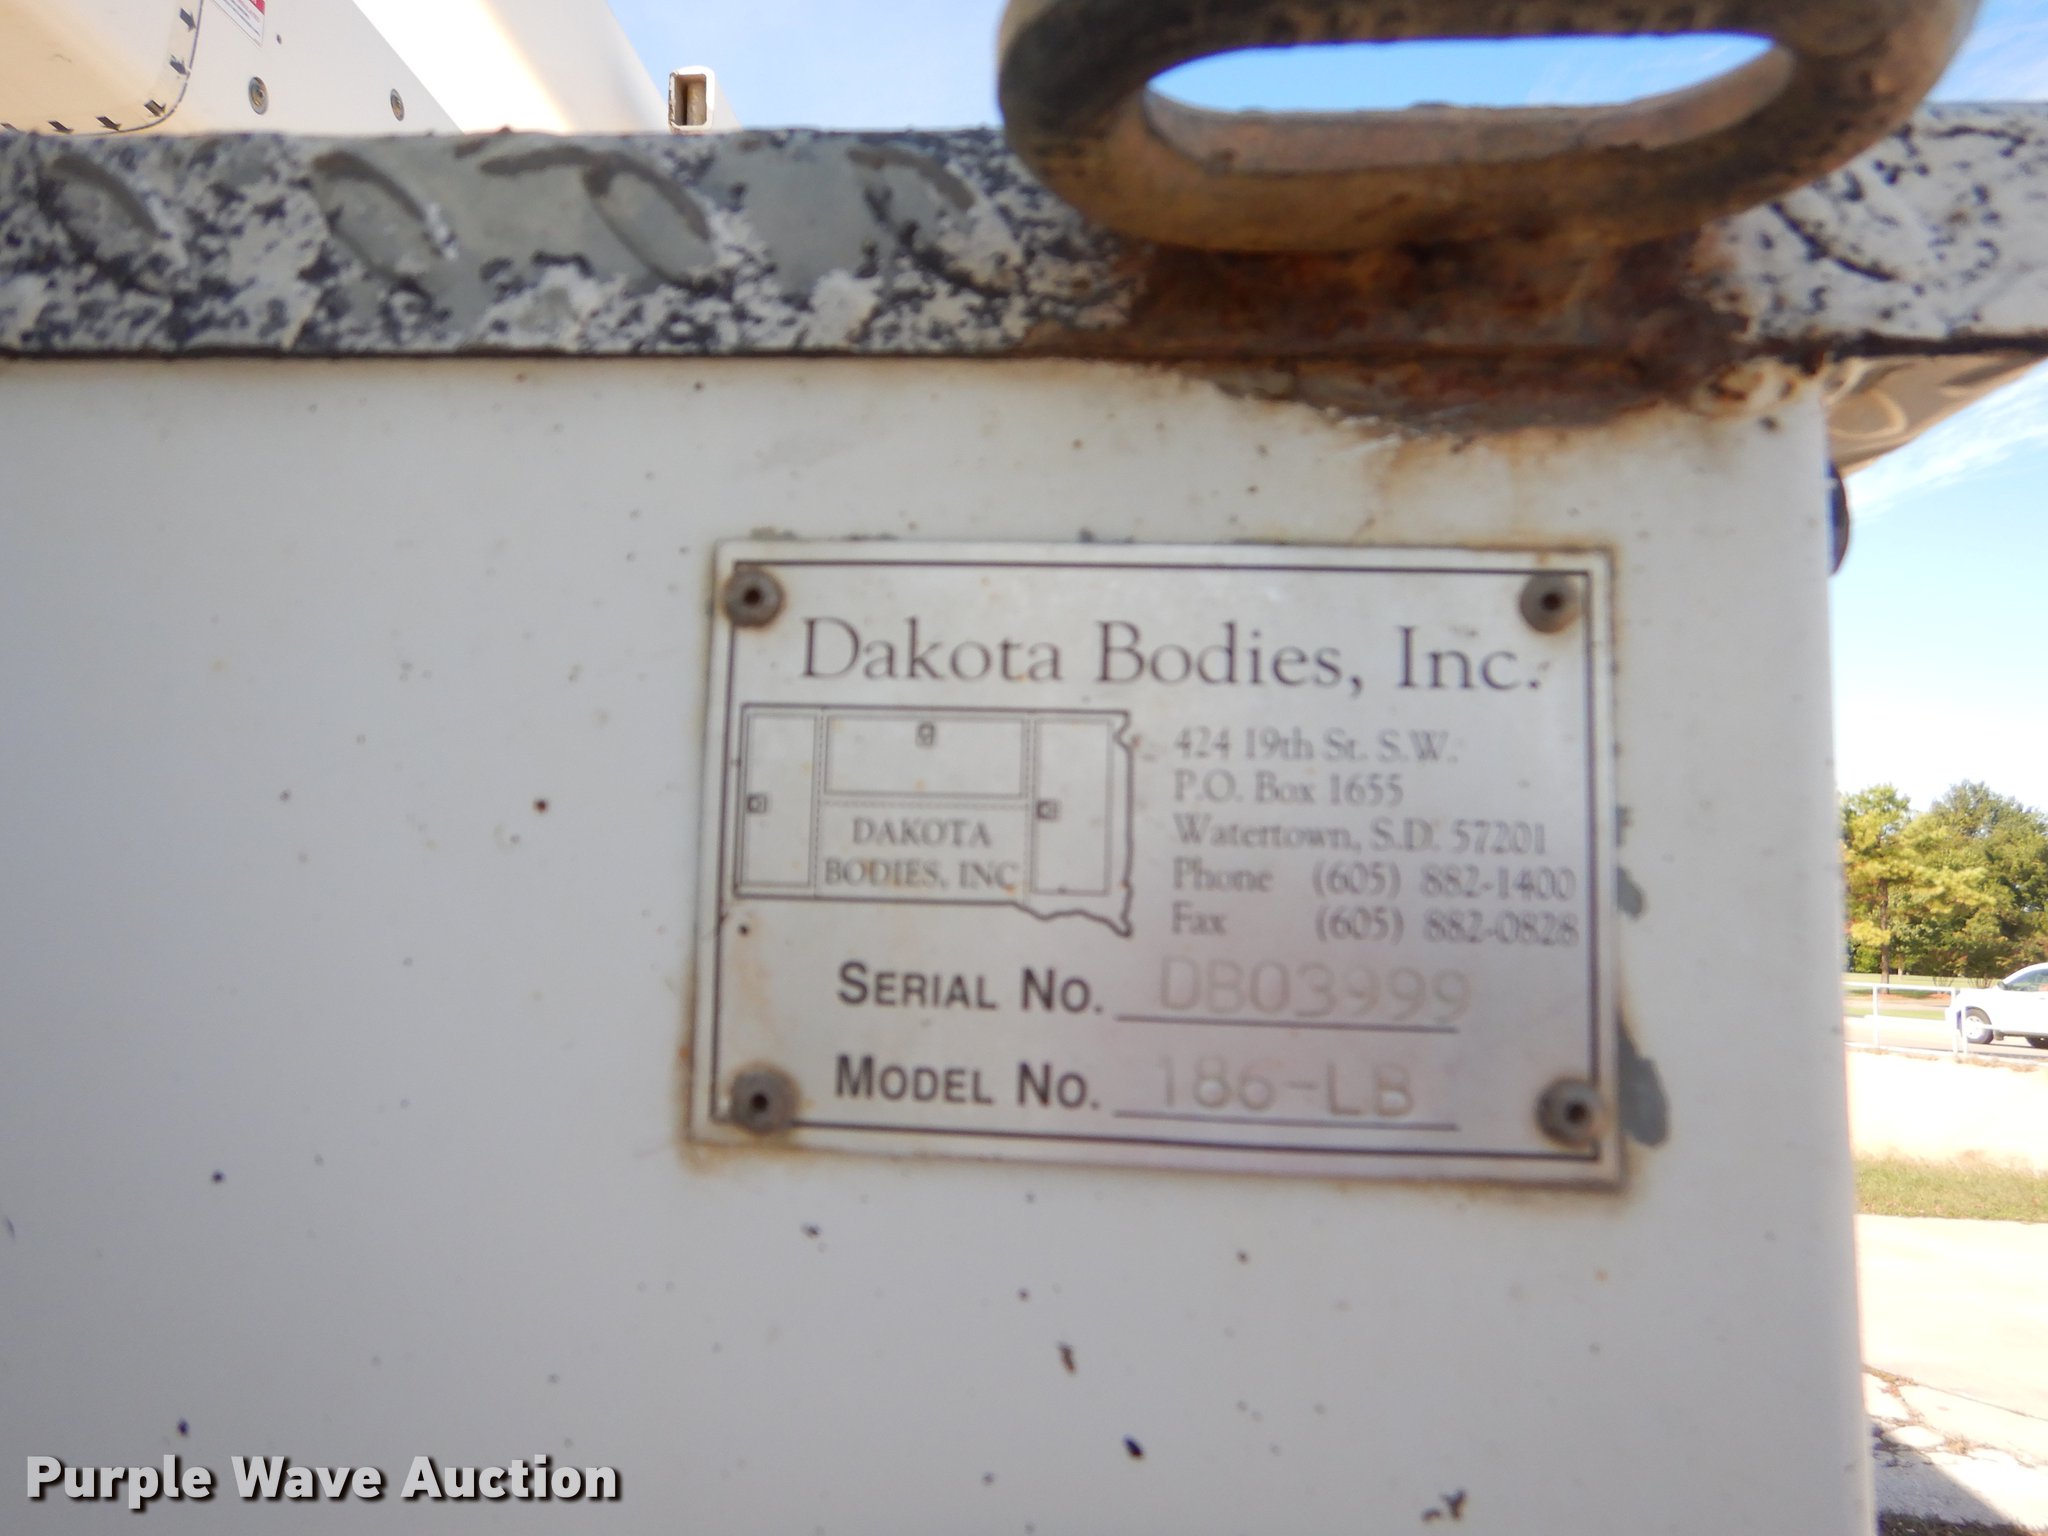 Dakota Bodies, Inc.
424 19th St. S.W.
P.O. Box 1655
Watertown, S.D. 57201
Phone (605) 882-1400
Fax (605) 882-0828
DAKOTA
BODIES, INC
SERIAL NO. DB03999
MODEL NO. 186-LB
Purple Wave Auction